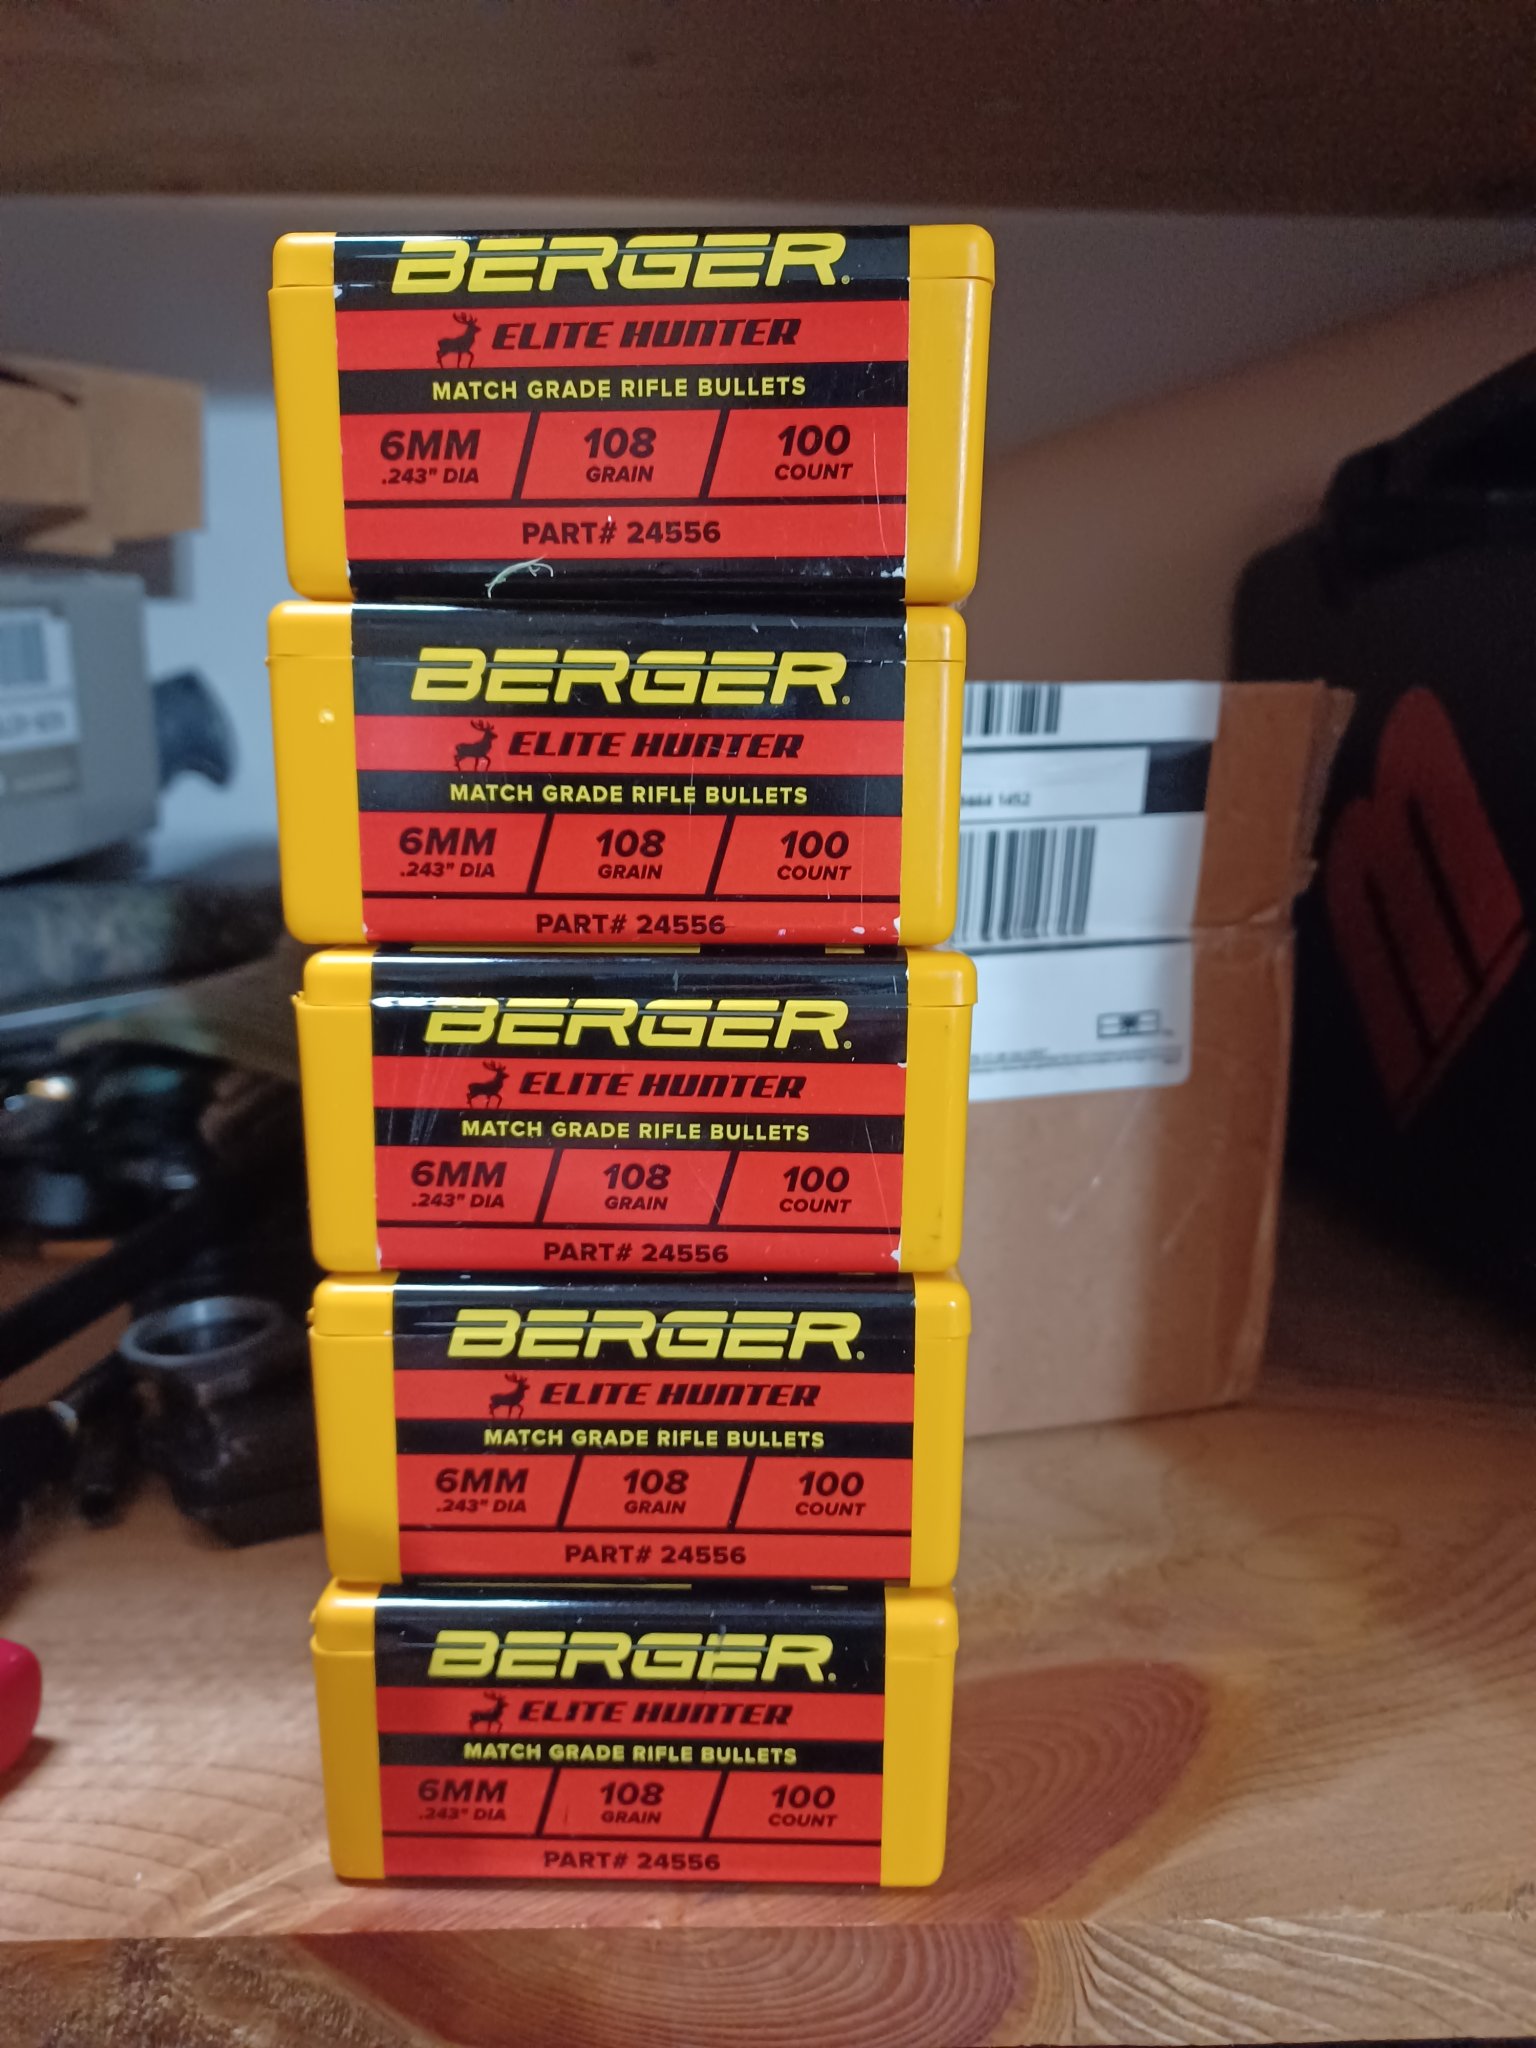 BERGER.
ELITE HUNTER
MATCH GRADE RIFLE BULLETS
6MM 108 100
.243" DIA GRAIN COUNT
PART# 24556
BERGER.
ELITE HUNTER
MATCH GRADE RIFLE BULLETS
6MM 108 100
.243" DIA GRAIN COUNT
PART# 24556
BERGER.
ELITE HUNTER
MATCH GRADE RIFLE BULLETS
6MM 108 100
.243" DIA GRAIN COUNT
PART# 24556
BERGER.
ELITE HUNTER
MATCH GRADE RIFLE BULLETS
6MM 108 100
.243" DIA GRAIN COUNT
PART# 24556
BERGER.
ELITE HUNTER
MATCH GRADE RIFLE BULLETS
6MM 108 100
.243" DIA GRAIN COUNT
PART# 24556
1452